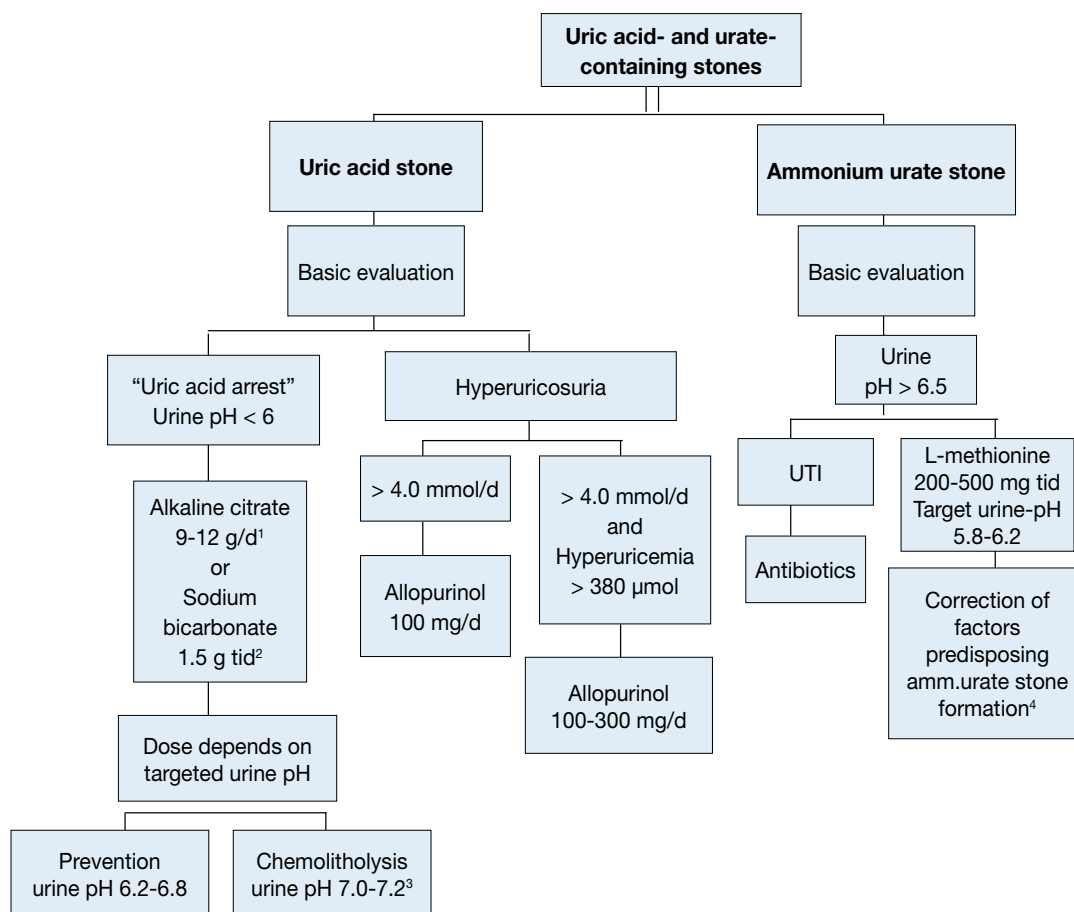 Uric acid- and urate-
containing stones
Uric acid stone
Ammonium urate stone
Basic evaluation
Basic evaluation
“Uric acid arrest”
Urine pH < 6
Hyperuricosuria
Urine
pH > 6.5
Alkaline citrate
9-12 g/d¹
or
Sodium
bicarbonate
1.5 g tid²
> 4.0 mmol/d
> 4.0 mmol/d
and
Hyperuricemia
> 380 µmol
UTI
L-methionine
200-500 mg tid
Target urine-pH
5.8-6.2
Allopurinol
100 mg/d
Allopurinol
100-300 mg/d
Antibiotics
Correction of
factors
predisposing
amm.urate stone
formation⁴
Dose depends on
targeted urine pH
Prevention
urine pH 6.2-6.8
Chemolitholysis
urine pH 7.0-7.2³